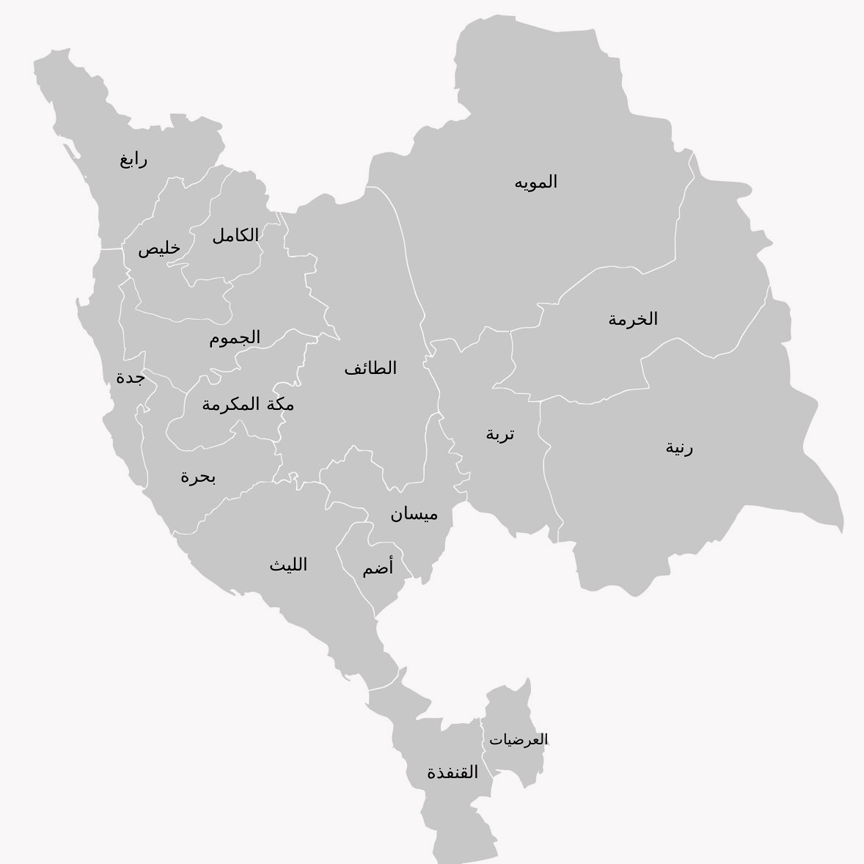 رابغ
المويه
الكامل
خليص
الخرمة
الجموم
الطائف
جدة
مكة المكرمة
تربة
رنية
بحرة
ميسان
الليث
أضم
العرضيات
القنفذة